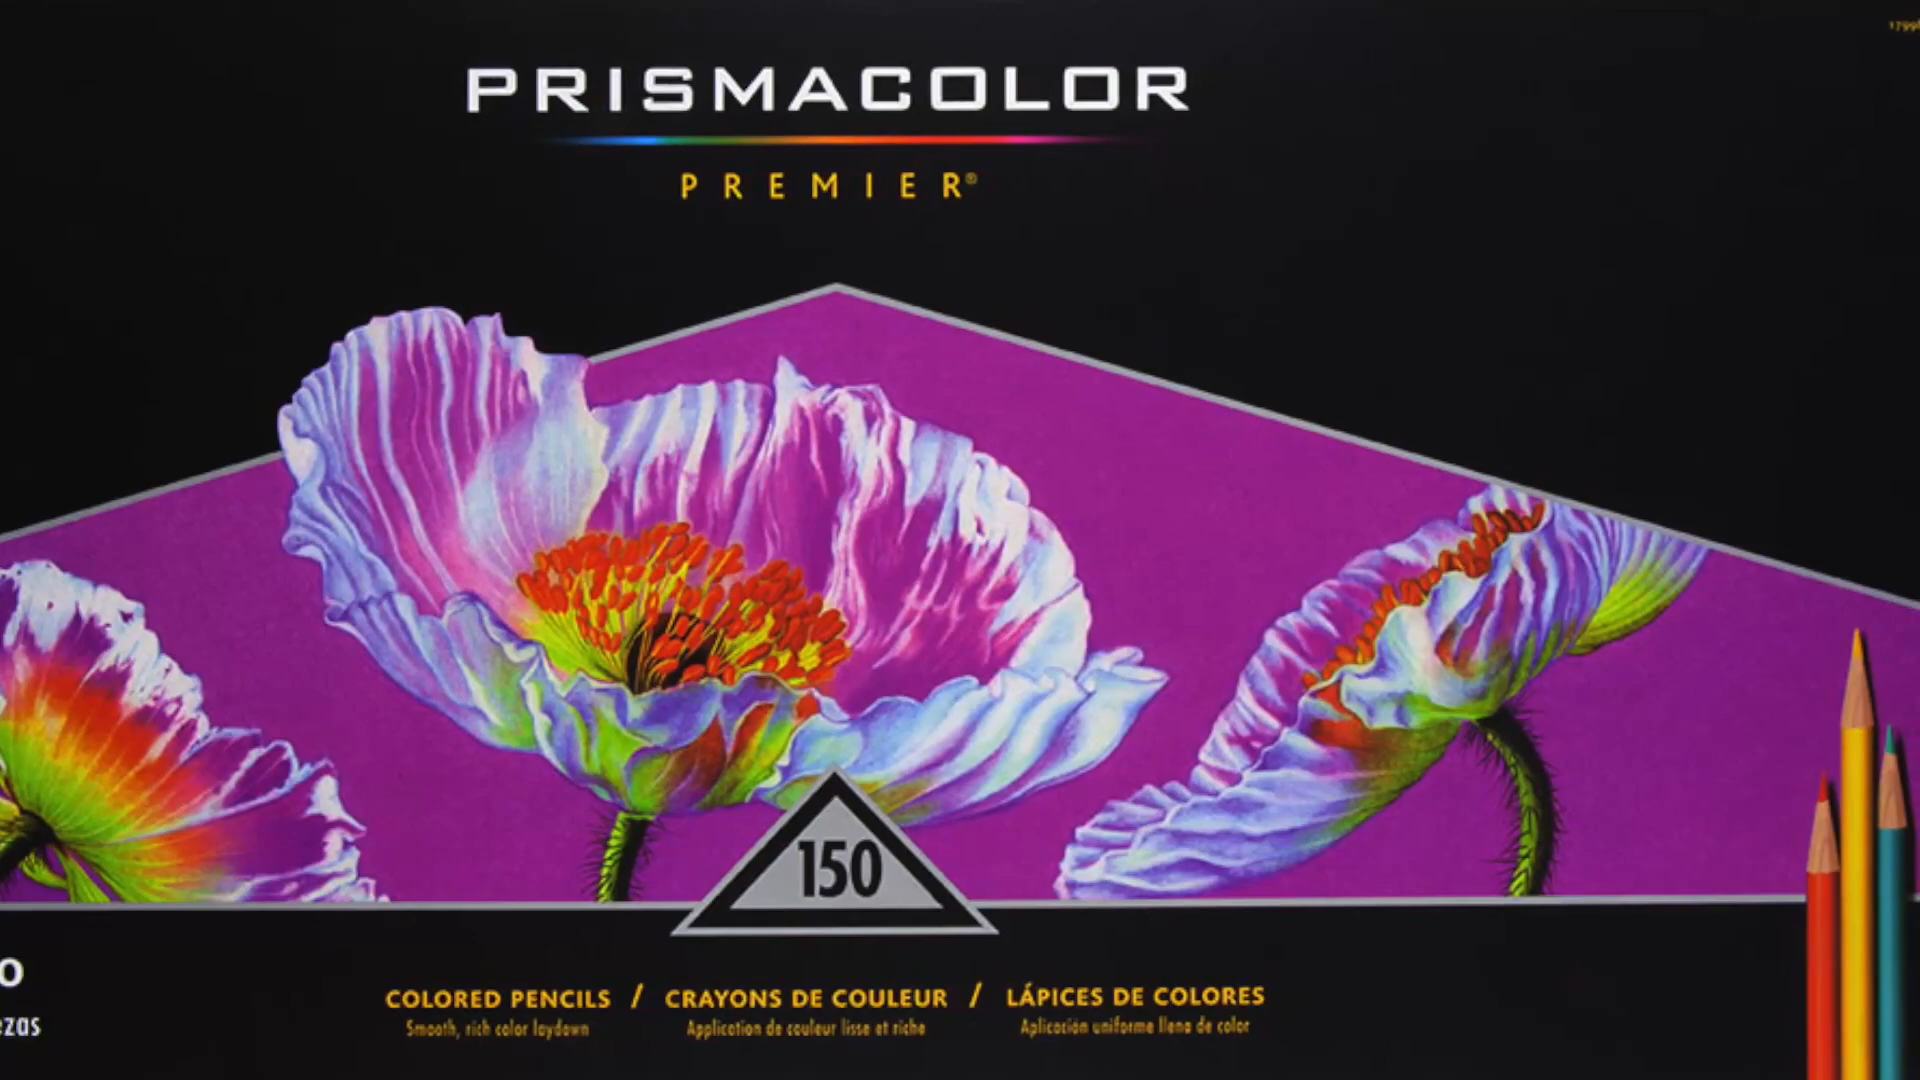 PRISMACOLOR
PREMIER®
150
COLORED PENCILS / CRAYONS DE COULEUR / LÁPICES DE COLORES
Smooth, rich color laydown
Application de couleur lisse et riche
Aplicación uniforme llena de color